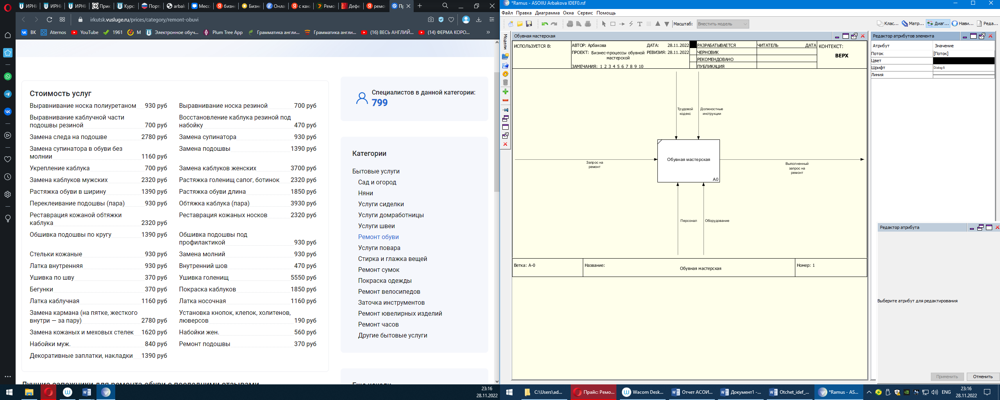 ИРНИ
ИРНИ
ИРНИ
Прик
Курс:
Порт
arbak
Месс
бизне
Бизне
Онла
с как
Ремо
Дефе
ремо
Пр
irkutsk.vusluge.ru/prices/category/remont-obuvi
ВК
Aternos
YouTube
1961
М
Электронное обуч...
Plum Tree App
Грамматика англи...
Грамматика англи...
(16) ВЕСЬ АНГЛИЙ...
(14) ФЕРМА КОРО...
»
Стоимость услуг
Выравнивание носка полиуретаном 930 руб
Выравнивание носка резиной 700 руб
Выравнивание каблучной части
подошвы резиной 700 руб
Восстановление каблука резиной под
набойку 470 руб
Замена следа на подошве 2780 руб
Замена супинатора 930 руб
Замена супинатора в обуви без
молнии 1160 руб
Замена подошвы 1390 руб
Укрепление каблука 700 руб
Замена каблуков женских 3700 руб
Замена каблуков мужских 2320 руб
Растяжка голенищ сапог, ботинок 2320 руб
Растяжка обуви в ширину 1390 руб
Растяжка обуви длина 1850 руб
Переклеивание подошвы (пара) 930 руб
Обтяжка каблука (пара) 3930 руб
Реставрация кожаной обтяжки
каблука 2320 руб
Реставрация кожаных носков 2320 руб
Обшивка подошвы по кругу 1390 руб
Обшивка подошвы под
профилактикой 930 руб
Стельки кожаные 930 руб
Замена молний 930 руб
Латка внутренняя 930 руб
Внутренний шов 470 руб
Ушивка по шву 370 руб
Ушивка голенищ 5550 руб
Бегунки 370 руб
Покраска каблуков 1850 руб
Латка каблучная 1160 руб
Латка носочная 1160 руб
Замена кармана (на пятке, жесткого
внутри — за пару) 2780 руб
Установка кнопок, клепок, холитенов,
люверсов 190 руб
Замена кожаных и меховых стелек 1620 руб
Набойки жен. 560 руб
Набойки муж. 840 руб
Ремонт подошвы 370 руб
Декоративные заплатки, накладки 1390 руб
Лучшие сапожники для ремонта обуви с последними отзывами
Специалистов в данной категории:
799
Категории
Бытовые услуги
Сад и огород
Няни
Услуги сиделки
Услуги домработницы
Услуги швеи
Ремонт обуви
Услуги повара
Стирка и глажка вещей
Ремонт сумок
Покраска одежды
Ремонт велосипедов
Заточка инструментов
Ремонт ювелирных изделий
Ремонт часов
Другие бытовые услуги
Еще искали
23:16
28.11.2022
*Ramus - ASOIIU Arbakova IDEF0.rsf
Файл Правка Диаграмма Окна Сервис Помощь
Масштаб: Вместить модель
Клас... Матр... Диаг... Нави... Реда...
Модели
Обувная мастерская
ИСПОЛЬЗУЕТСЯ В:
АВТОР: Арбакова
ДАТА: 28.11.2022
ПРОЕКТ: Бизнес-процессы обувной
мастерской
РЕВИЗИЯ: 28.11.2022
ЗАМЕЧАНИЯ: 1 2 3 4 5 6 7 8 9 10
РАЗРАБАТЫВАЕТСЯ
ЧЕРНОВИК
РЕКОМЕНДОВАНО
ПУБЛИКАЦИЯ
ЧИТАТЕЛЬ
ДАТА
КОНТЕКСТ:
ВЕРХ
Трудовой
кодекс
Должностные
инструкции
Запрос на
ремонт
Обувная мастерская
A0
Выполненный
запрос на
ремонт
Персонал
Оборудование
Ветка: A-0
Название:
Обувная мастерская
Номер: 1
Редактор атрибутов элемента
Атрибут Значение
Поток [Поток]
Цвет
Шрифт Dialog 8
Линия
Редактор атрибута
Выберите атрибут для редактирования
Применить
Отменить
C:\Users\ad...
Прайс: Ремо...
Wacom Desk...
Отчет АСОИ...
Документ1 -...
Otchet_idef_...
*Ramus - AS...
ENG
23:16
28.11.2022